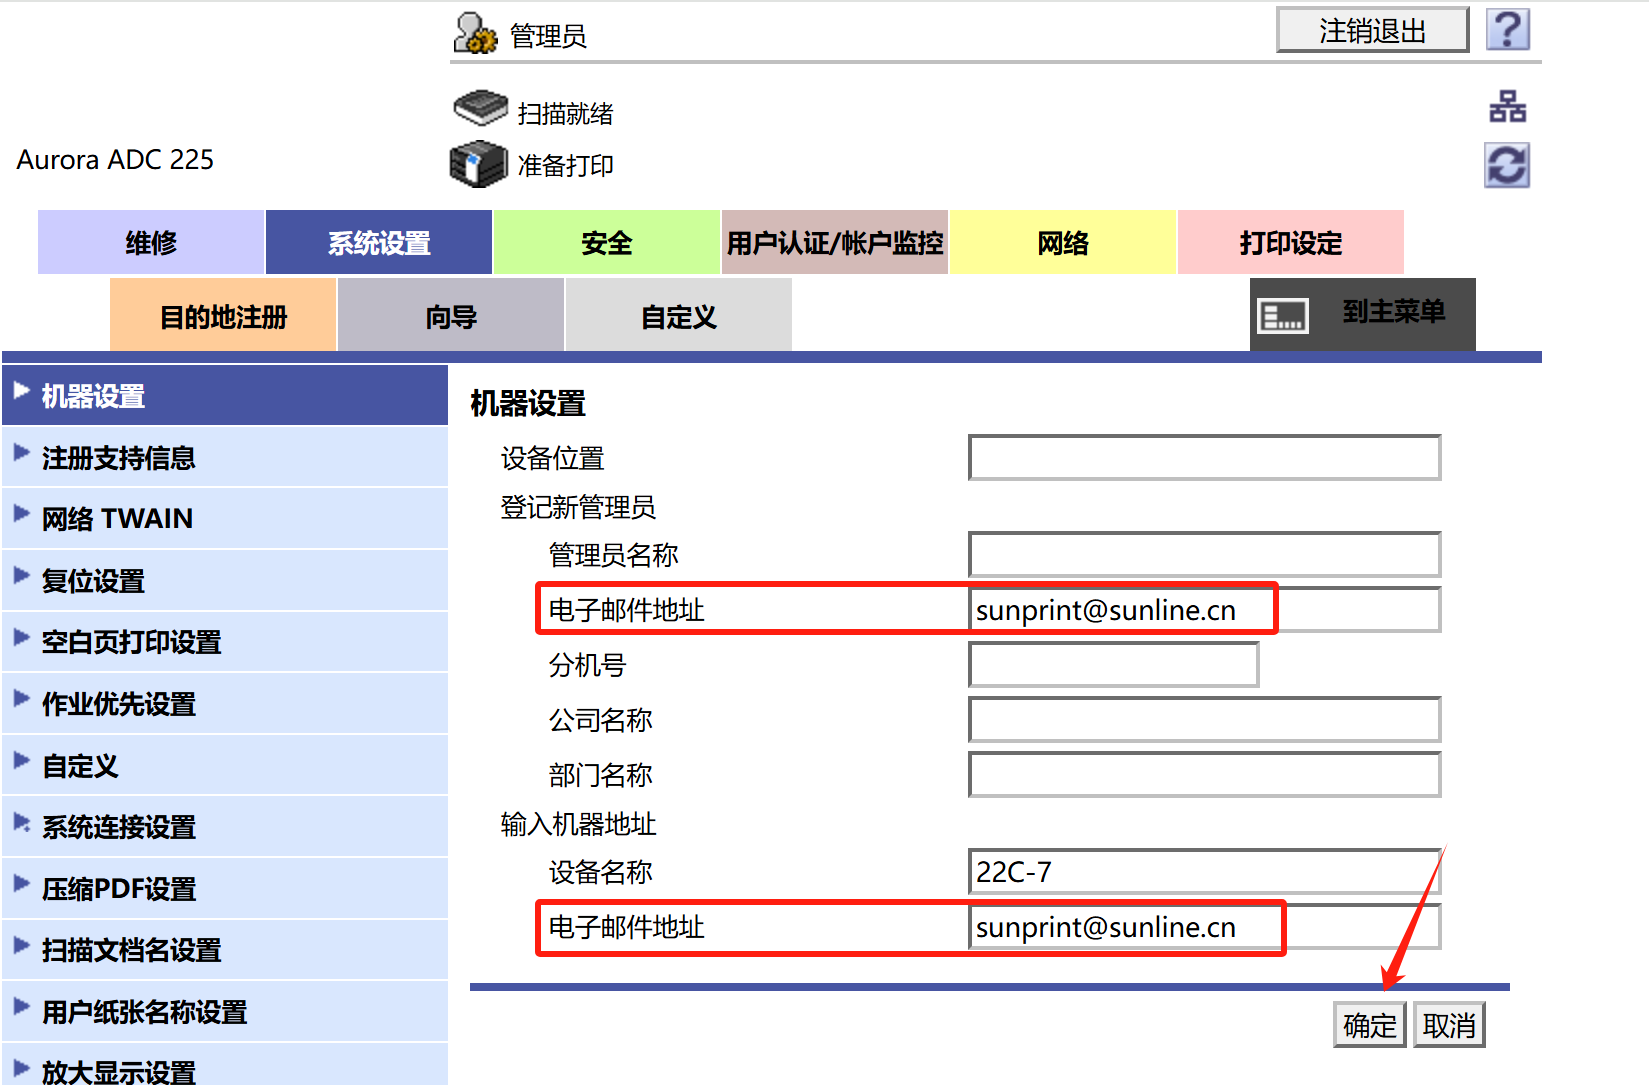 管理员
注销退出
扫描就绪
Aurora ADC 225
准备打印
维修
系统设置
安全
用户认证/帐户监控
网络
打印设定
目的地注册
向导
自定义
到主菜单
机器设置
注册支持信息
网络 TWAIN
复位设置
空白页打印设置
作业优先设置
自定义
系统连接设置
压缩PDF设置
扫描文档名设置
用户纸张名称设置
放大显示设置
机器设置
设备位置
登记新管理员
管理员名称
电子邮件地址 sunprint@sunline.cn
分机号
公司名称
部门名称
输入机器地址
设备名称 22C-7
电子邮件地址 sunprint@sunline.cn
确定 取消